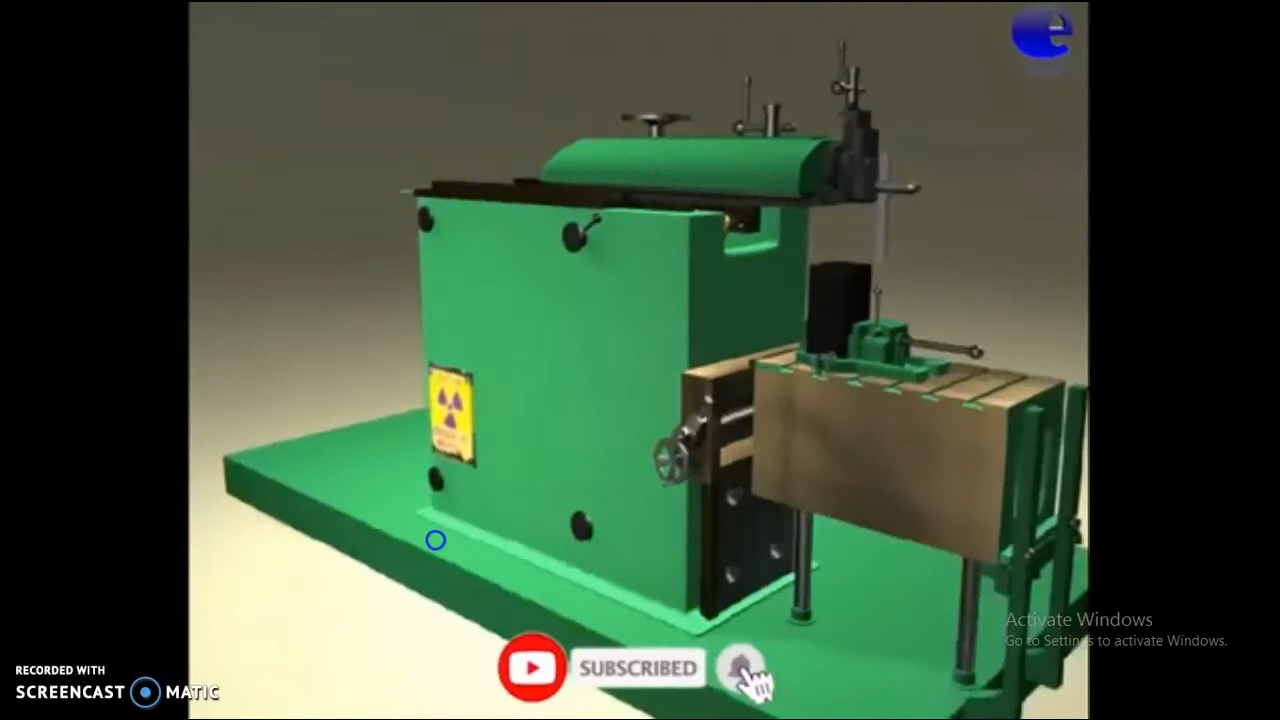 e
SUBSCRIBED
Activate Windows
Go to Settings to activate Windows.
RECORDED WITH
SCREENCAST MATIC